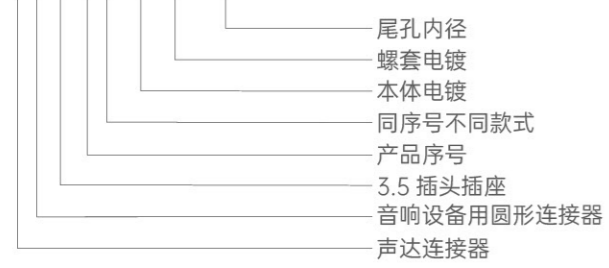 尾孔内径
螺套电镀
本体电镀
同序号不同款式
产品序号
3.5 插头插座
音响设备用圆形连接器
声达连接器